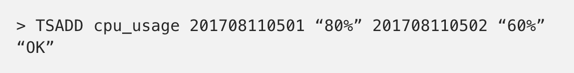 > TSADD cpu_usage 201708110501 “80%” 201708110502 “60%”
“OK”